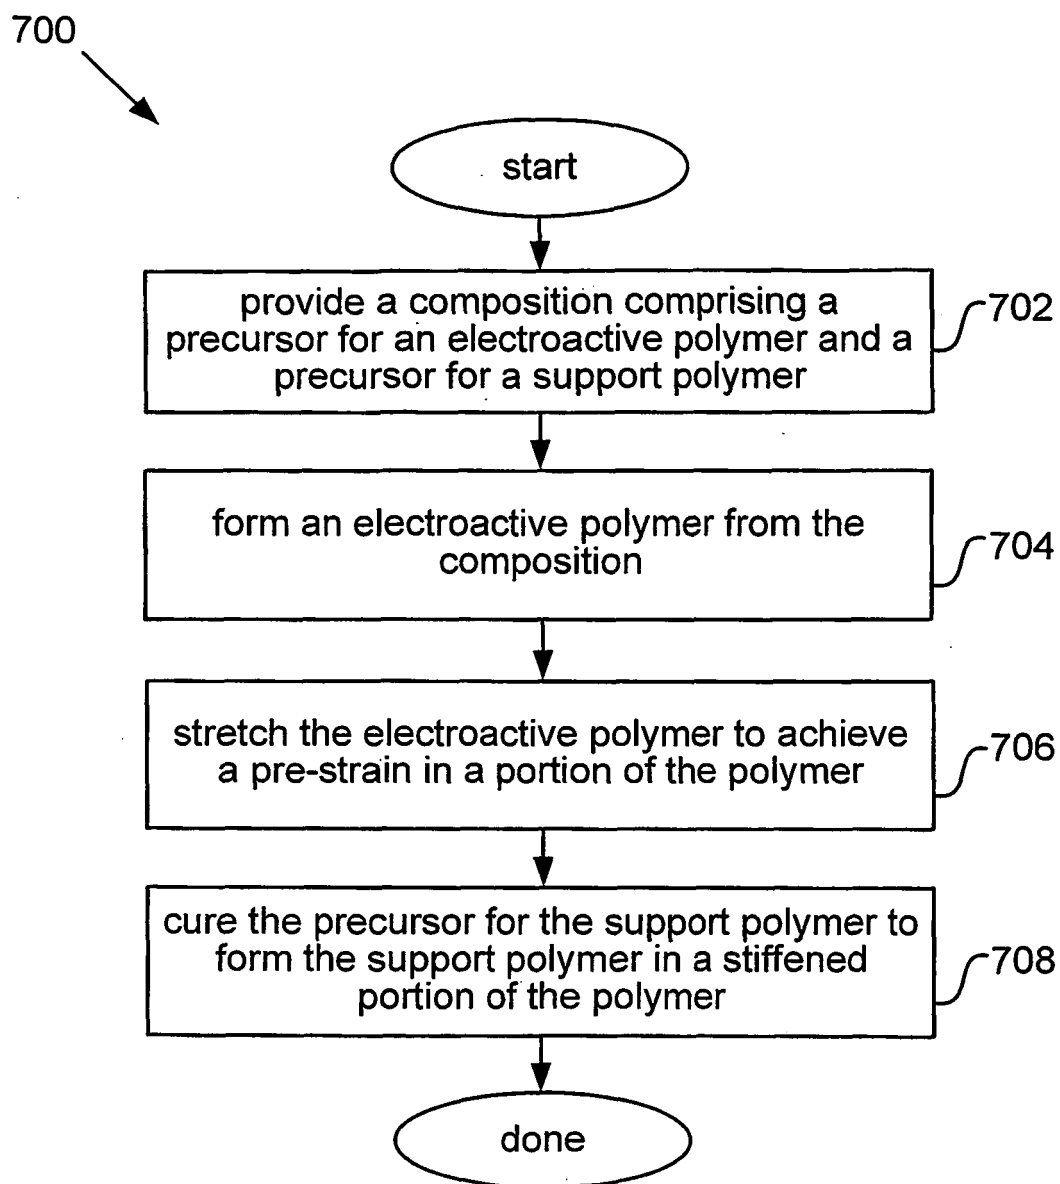 700
start
provide a composition comprising a
precursor for an electroactive polymer and a
precursor for a support polymer
702
form an electroactive polymer from the
composition
704
stretch the electroactive polymer to achieve
a pre-strain in a portion of the polymer
706
cure the precursor for the support polymer to
form the support polymer in a stiffened
portion of the polymer
708
done